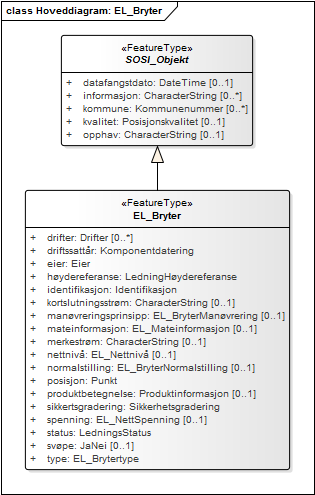 class Hoveddiagram: EL_Bryter
«FeatureType»
SOSI_Objekt
+ datafangstdato: DateTime [0..1]
+ informasjon: CharacterString [0..*]
+ kommune: Kommunenummer [0..*]
+ kvalitet: Posisjonskvalitet [0..1]
+ opphav: CharacterString [0..1]
«FeatureType»
EL_Bryter
+ drifter: Drifter [0..*]
+ driftssattår: Komponentdatering
+ eier: Eier
+ høydereferanse: LedningHøydereferanse
+ identifikasjon: Identifikasjon
+ kortslutningsstrøm: CharacterString [0..1]
+ manøvreringsprinsipp: EL_BryterManøvrering [0..1]
+ mateinformasjon: EL_Mateinformasjon [0..1]
+ merkestrøm: CharacterString [0..1]
+ nettnivå: EL_Nettnivå [0..1]
+ normalstilling: EL_BryterNormalstilling [0..1]
+ posisjon: Punkt
+ produktbetegnelse: Produktinformasjon [0..1]
+ sikkertsgradering: Sikkerhetsgradering
+ spenning: EL_NettSpenning [0..1]
+ status: LedningsStatus
+ svøpe: JaNei [0..1]
+ type: EL_Brytertype